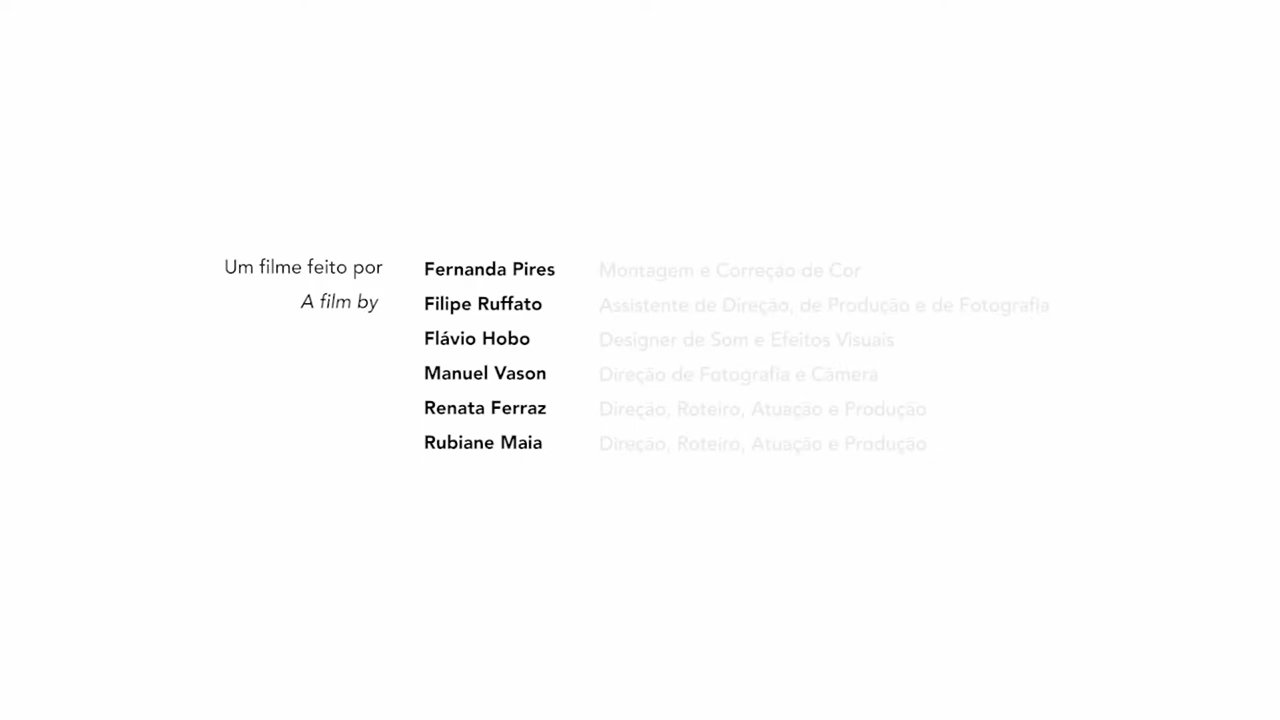 Um filme feito por Fernanda Pires Montagem e Correção de Cor
A film by Filipe Ruffato Assistente de Direção, de Produção e de Fotografia
Flávio Hobo Designer de Som e Efeitos Visuais
Manuel Vason Direção de Fotografia e Câmera
Renata Ferraz Direção, Roteiro, Atuação e Produção
Rubiane Maia Direção, Roteiro, Atuação e Produção